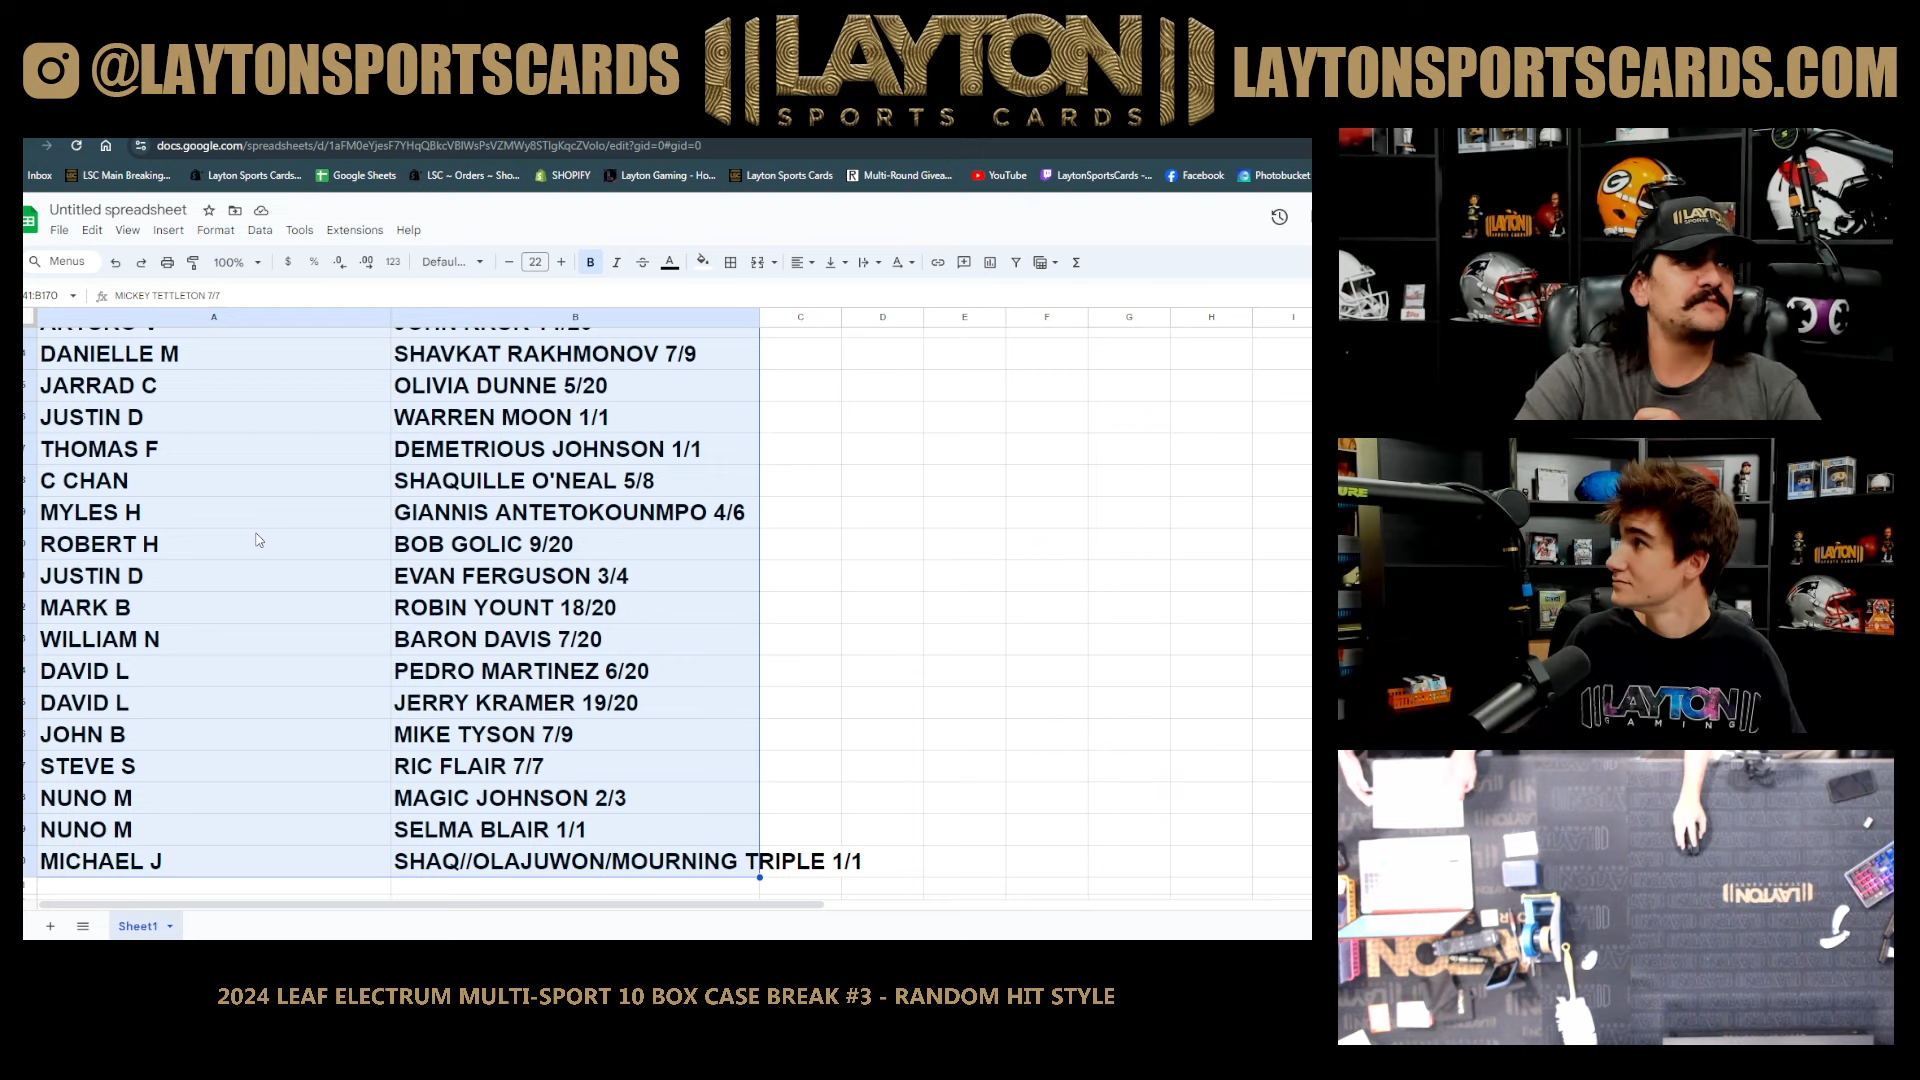 @LAYTONSPORTSCARDS
LAYTON
SPORTS CARDS
LAYTONSPORTSCARDS.COM
docs.google.com/spreadsheets/d/1aFM0eYjesF7YHqQBkcVBIWsPsVZMWy8STIgKqcZVolo/edit?gid=0#gid=0
Inbox LSC Main Breaking... Layton Sports Cards... Google Sheets LSC ~ Orders ~ Sho... SHOPIFY Layton Gaming - Ho... Layton Sports Cards Multi-Round Givea... YouTube LaytonSportsCards -... Facebook Photobucket
Untitled spreadsheet
File Edit View Insert Format Data Tools Extensions Help
Menus 100% $ % .0 .00 123 Defaul... − 22 + B I A
41:B170 fx MICKEY TETTLETON 7/7
A B C D E F G H I
DANIELLE M SHAVKAT RAKHMONOV 7/9
JARRAD C OLIVIA DUNNE 5/20
JUSTIN D WARREN MOON 1/1
THOMAS F DEMETRIOUS JOHNSON 1/1
C CHAN SHAQUILLE O'NEAL 5/8
MYLES H GIANNIS ANTETOKOUNMPO 4/6
ROBERT H BOB GOLIC 9/20
JUSTIN D EVAN FERGUSON 3/4
MARK B ROBIN YOUNT 18/20
WILLIAM N BARON DAVIS 7/20
DAVID L PEDRO MARTINEZ 6/20
DAVID L JERRY KRAMER 19/20
JOHN B MIKE TYSON 7/9
STEVE S RIC FLAIR 7/7
NUNO M MAGIC JOHNSON 2/3
NUNO M SELMA BLAIR 1/1
MICHAEL J SHAQ//OLAJUWON/MOURNING TRIPLE 1/1
Sheet1
2024 LEAF ELECTRUM MULTI-SPORT 10 BOX CASE BREAK #3 - RANDOM HIT STYLE
LAYTON
LAYTON
LAYTON
LAYTON
GAMING
LAYTON